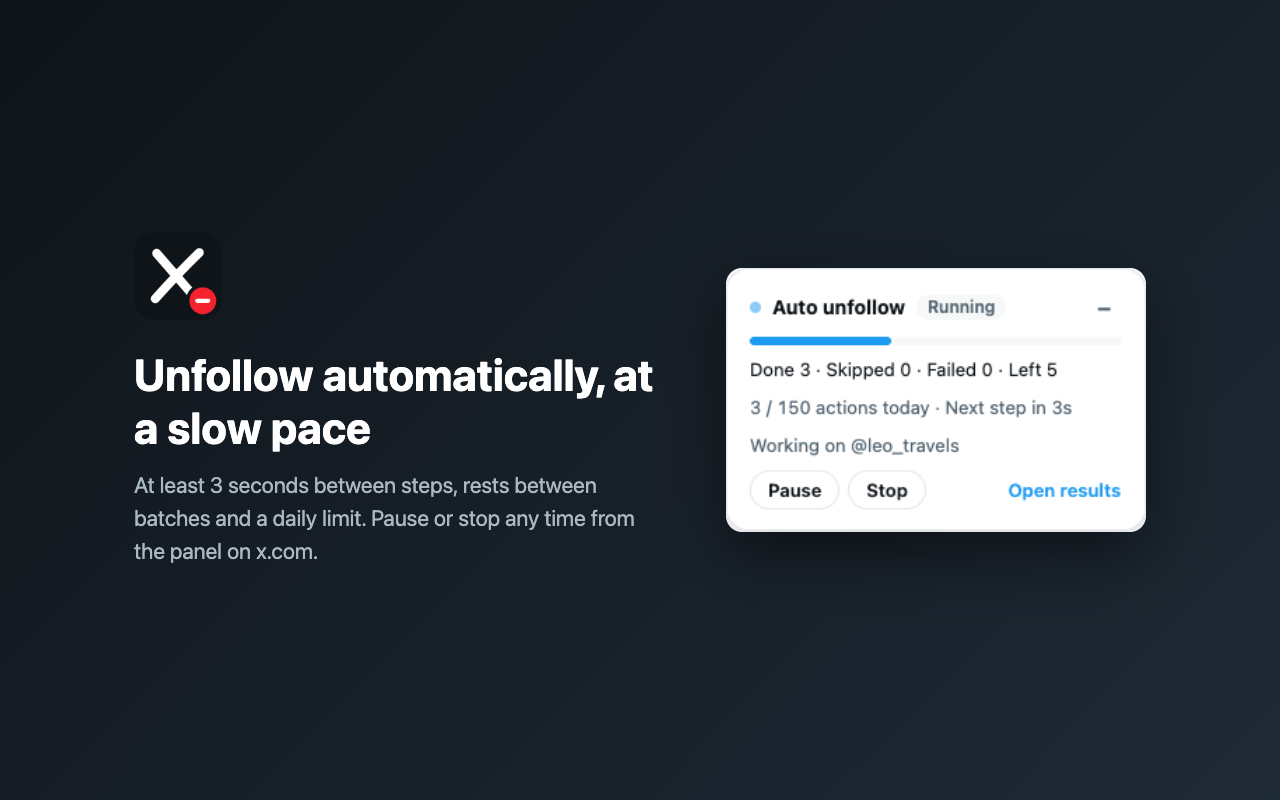 Unfollow automatically, at
a slow pace
At least 3 seconds between steps, rests between
batches and a daily limit. Pause or stop any time from
the panel on x.com.
Auto unfollow Running
Done 3 · Skipped 0 · Failed 0 · Left 5
3 / 150 actions today · Next step in 3s
Working on @leo_travels
Pause Stop Open results